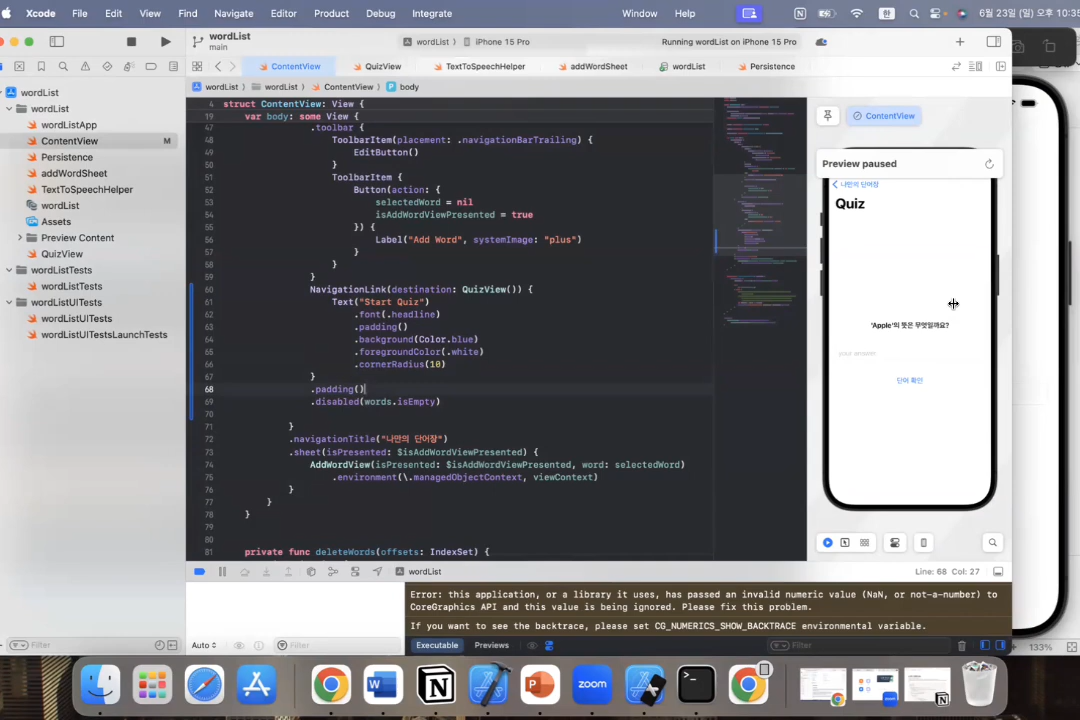 Xcode File Edit View Find Navigate Editor Product Debug Integrate Window Help 한 6월 23일 (일) 오후 10:35
wordList
main
wordList 〉 iPhone 15 Pro
Running wordList on iPhone 15 Pro
ContentView QuizView TextToSpeechHelper addWordSheet wordList Persistence
wordList
wordList
wordListApp
ContentView M
Persistence
addWordSheet
TextToSpeechHelper
wordList
Assets
Preview Content
QuizView
wordListTests
wordListTests
wordListUITests
wordListUITests
wordListUITestsLaunchTests
wordList 〉 wordList 〉 ContentView 〉 P body
4 struct ContentView: View {
19 var body: some View {
47 .toolbar {
48 ToolbarItem(placement: .navigationBarTrailing) {
49 EditButton()
50 }
51 ToolbarItem {
52 Button(action: {
53 selectedWord = nil
54 isAddWordViewPresented = true
55 }) {
56 Label("Add Word", systemImage: "plus")
57 }
58 }
59 }
60 NavigationLink(destination: QuizView()) {
61 Text("Start Quiz")
62 .font(.headline)
63 .padding()
64 .background(Color.blue)
65 .foregroundColor(.white)
66 .cornerRadius(10)
67 }
68 .padding()
69 .disabled(words.isEmpty)
70
71 }
72 .navigationTitle("나만의 단어장")
73 .sheet(isPresented: $isAddWordViewPresented) {
74 AddWordView(isPresented: $isAddWordViewPresented, word: selectedWord)
75 .environment(\.managedObjectContext, viewContext)
76 }
77 }
78 }
79
80
81 private func deleteWords(offsets: IndexSet) {
ContentView
Preview paused
나만의 단어장
Quiz
'Apple'의 뜻은 무엇일까요?
your answer
단어 확인
wordList
Line: 68 Col: 27
Error: this application, or a library it uses, has passed an invalid numeric value (NaN, or not-a-number) to
CoreGraphics API and this value is being ignored. Please fix this problem.
If you want to see the backtrace, please set CG_NUMERICS_SHOW_BACKTRACE environmental variable.
Filter
Auto
Filter
Executable Previews
Filter
133%
W N P zoom